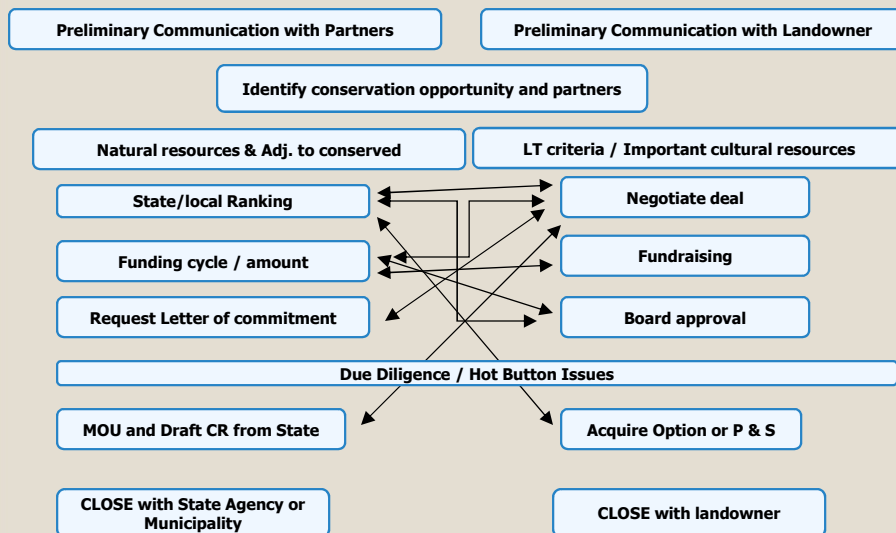 Preliminary Communication with Partners
Preliminary Communication with Landowner
Identify conservation opportunity and partners
Natural resources & Adj. to conserved
LT criteria / Important cultural resources
State/local Ranking
Negotiate deal
Funding cycle / amount
Fundraising
Request Letter of commitment
Board approval
Due Diligence / Hot Button Issues
MOU and Draft CR from State
Acquire Option or P & S
CLOSE with State Agency or
Municipality
CLOSE with landowner